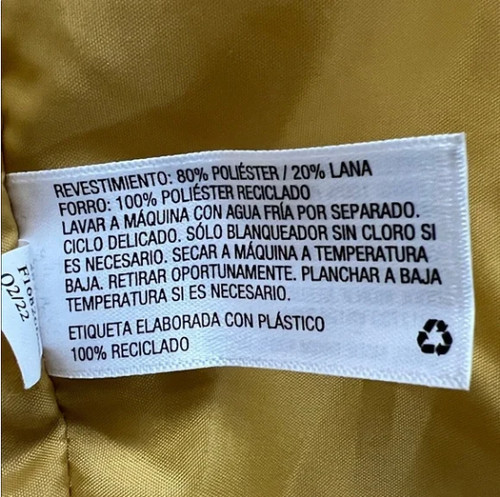 REVESTIMIENTO: 80% POLIÉSTER / 20% LANA
FORRO: 100% POLIÉSTER RECICLADO
LAVAR A MÁQUINA CON AGUA FRÍA POR SEPARADO.
CICLO DELICADO. SÓLO BLANQUEADOR SIN CLORO SI
ES NECESARIO. SECAR A MÁQUINA A TEMPERATURA
BAJA. RETIRAR OPORTUNAMENTE. PLANCHAR A BAJA
TEMPERATURA SI ES NECESARIO.
ETIQUETA ELABORADA CON PLÁSTICO
100% RECICLADO
02/22